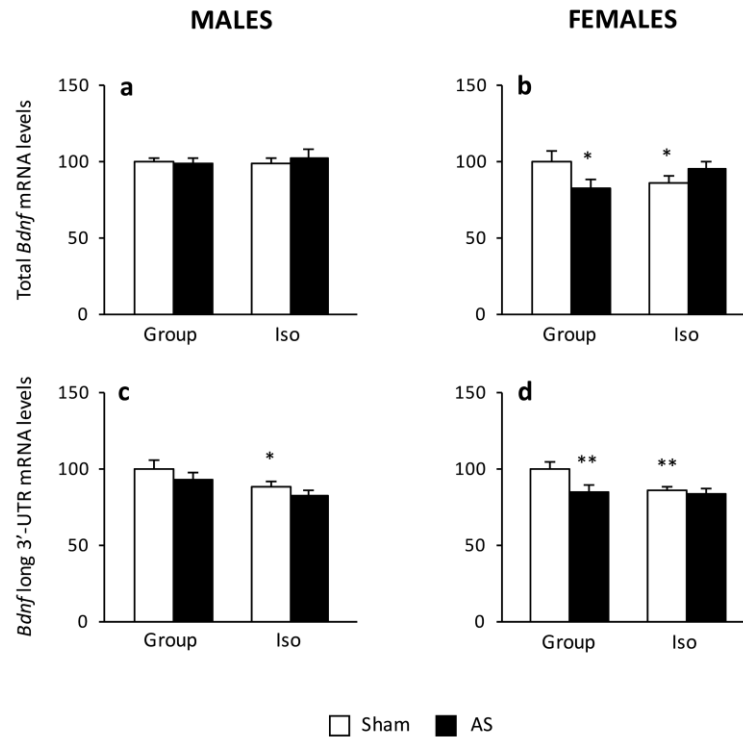 MALES
FEMALES
Total Bdnf mRNA levels
a
150
100
50
0
Group Iso
b
* *
150
100
50
0
Group Iso
Bdnf long 3′-UTR mRNA levels
c
*
150
100
50
0
Group Iso
d
** **
150
100
50
0
Group Iso
Sham AS